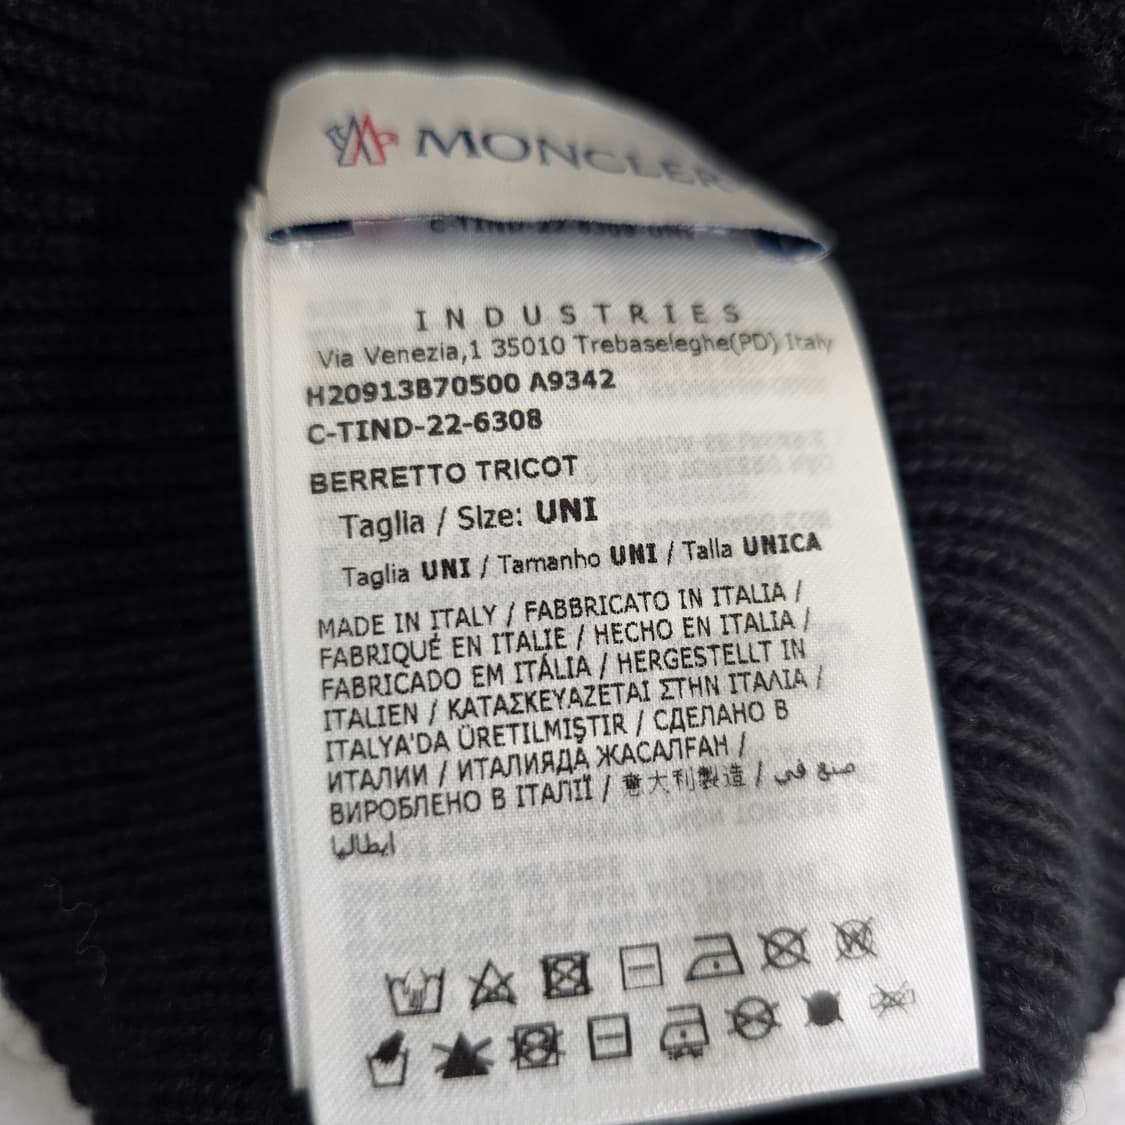 MONCLER
C-TIND-22-6308
INDUSTRIES
Via Venezia,1 35010 Trebaseleghe(PD) Italy
H20913B70500 A9342
C-TIND-22-6308
BERRETTO TRICOT
Taglia / SIze: UNI
Taglia UNI / Tamanho UNI / Talla UNICA
MADE IN ITALY / FABBRICATO IN ITALIA /
FABRIQUÉ EN ITALIE / HECHO EN ITALIA /
FABRICADO EM ITÁLIA / HERGESTELLT IN
ITALIEN / ΚΑΤΑΣΚΕΥΑΖΕΤΑΙ ΣΤΗΝ ΙΤΑΛΙΑ /
ITALYA'DA ÜRETILMIŞTIR / СДЕЛАНО В
ИТАЛИИ / ИТАЛИЯДА ЖАСАЛҒАН /
ВИРОБЛЕНО В ІТАЛІЇ / 意大利製造 / صنع في
ايطاليا